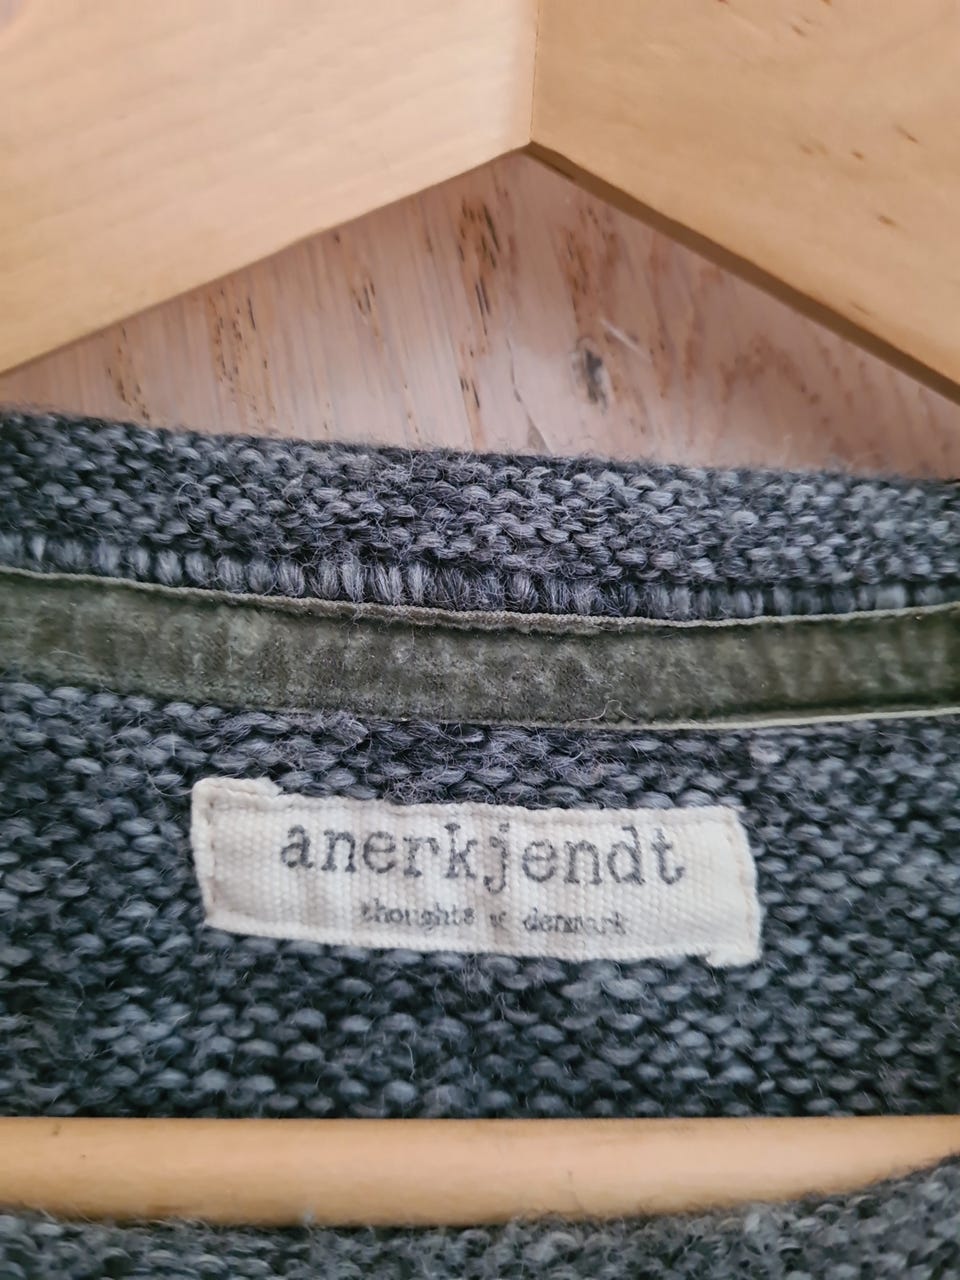 anerkjendt
thoughts of denmark